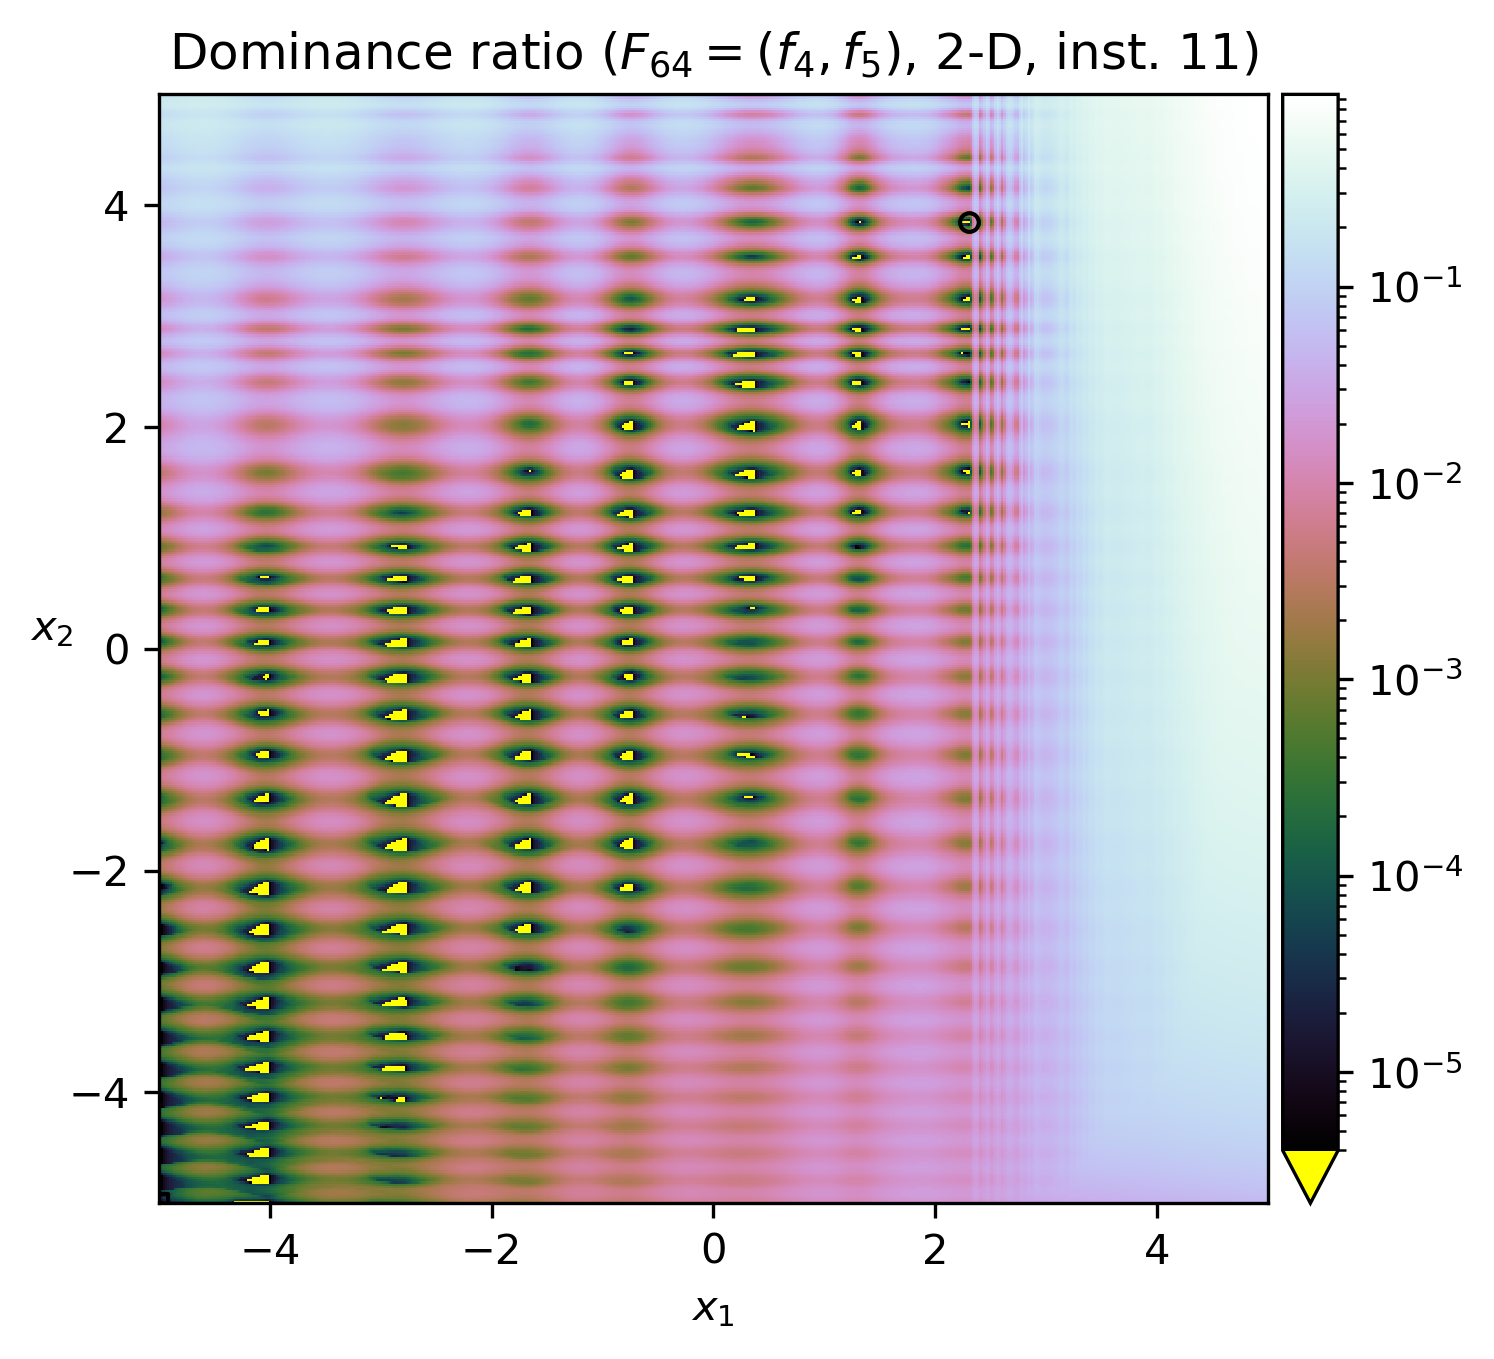 Dominance ratio (F₆₄ = (f₄, f₅), 2-D, inst. 11)
4
2
0
−2
−4
x₂
−4 −2 0 2 4
x₁
10⁻¹
10⁻²
10⁻³
10⁻⁴
10⁻⁵